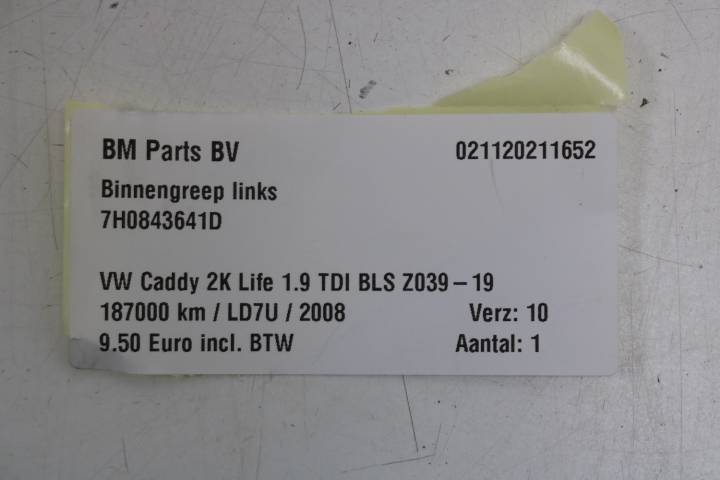 BM Parts BV 021120211652
Binnengreep links
7H0843641D
VW Caddy 2K Life 1.9 TDI BLS Z039 – 19
187000 km / LD7U / 2008 Verz: 10
9.50 Euro incl. BTW Aantal: 1